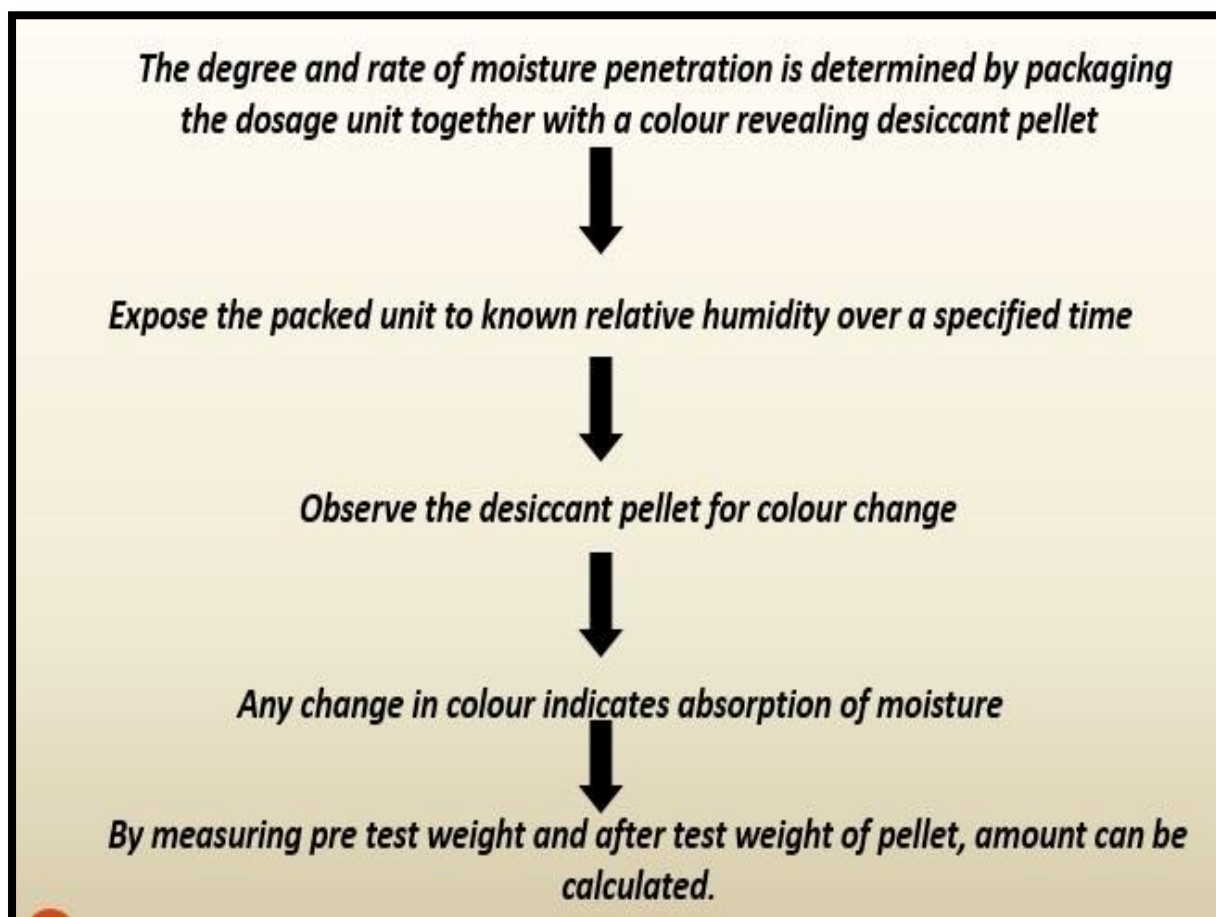 The degree and rate of moisture penetration is determined by packaging
the dosage unit together with a colour revealing desiccant pellet
Expose the packed unit to known relative humidity over a specified time
Observe the desiccant pellet for colour change
Any change in colour indicates absorption of moisture
By measuring pre test weight and after test weight of pellet, amount can be
calculated.